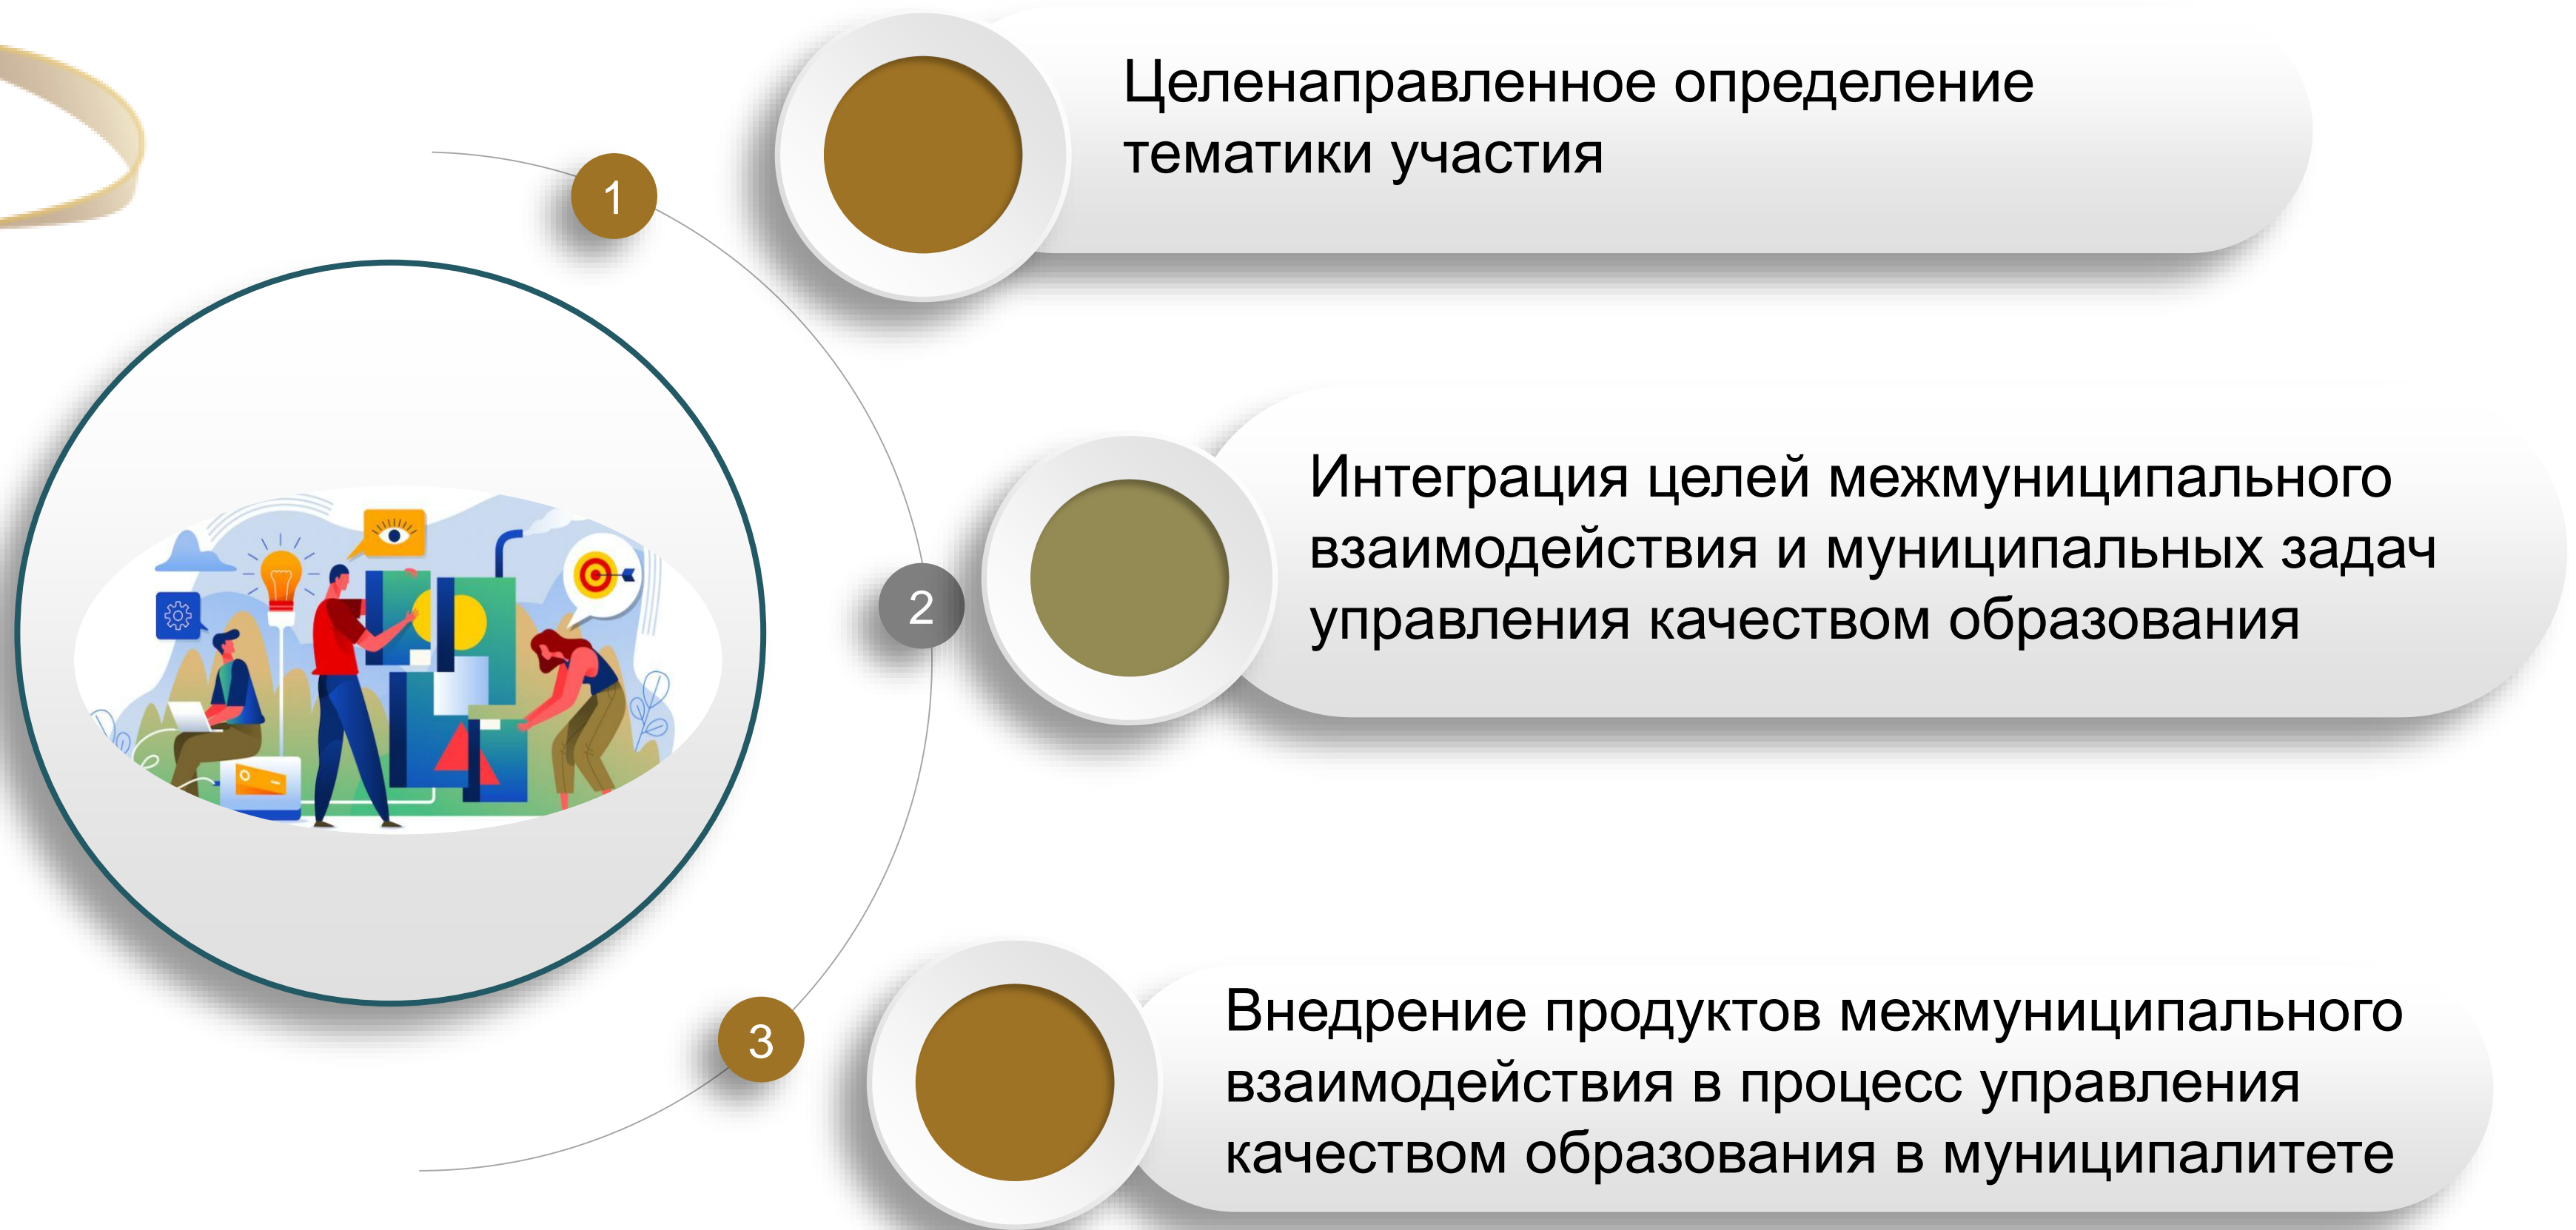 1
Целенаправленное определение
тематики участия
2
Интеграция целей межмуниципального
взаимодействия и муниципальных задач
управления качеством образования
3
Внедрение продуктов межмуниципального
взаимодействия в процесс управления
качеством образования в муниципалитете